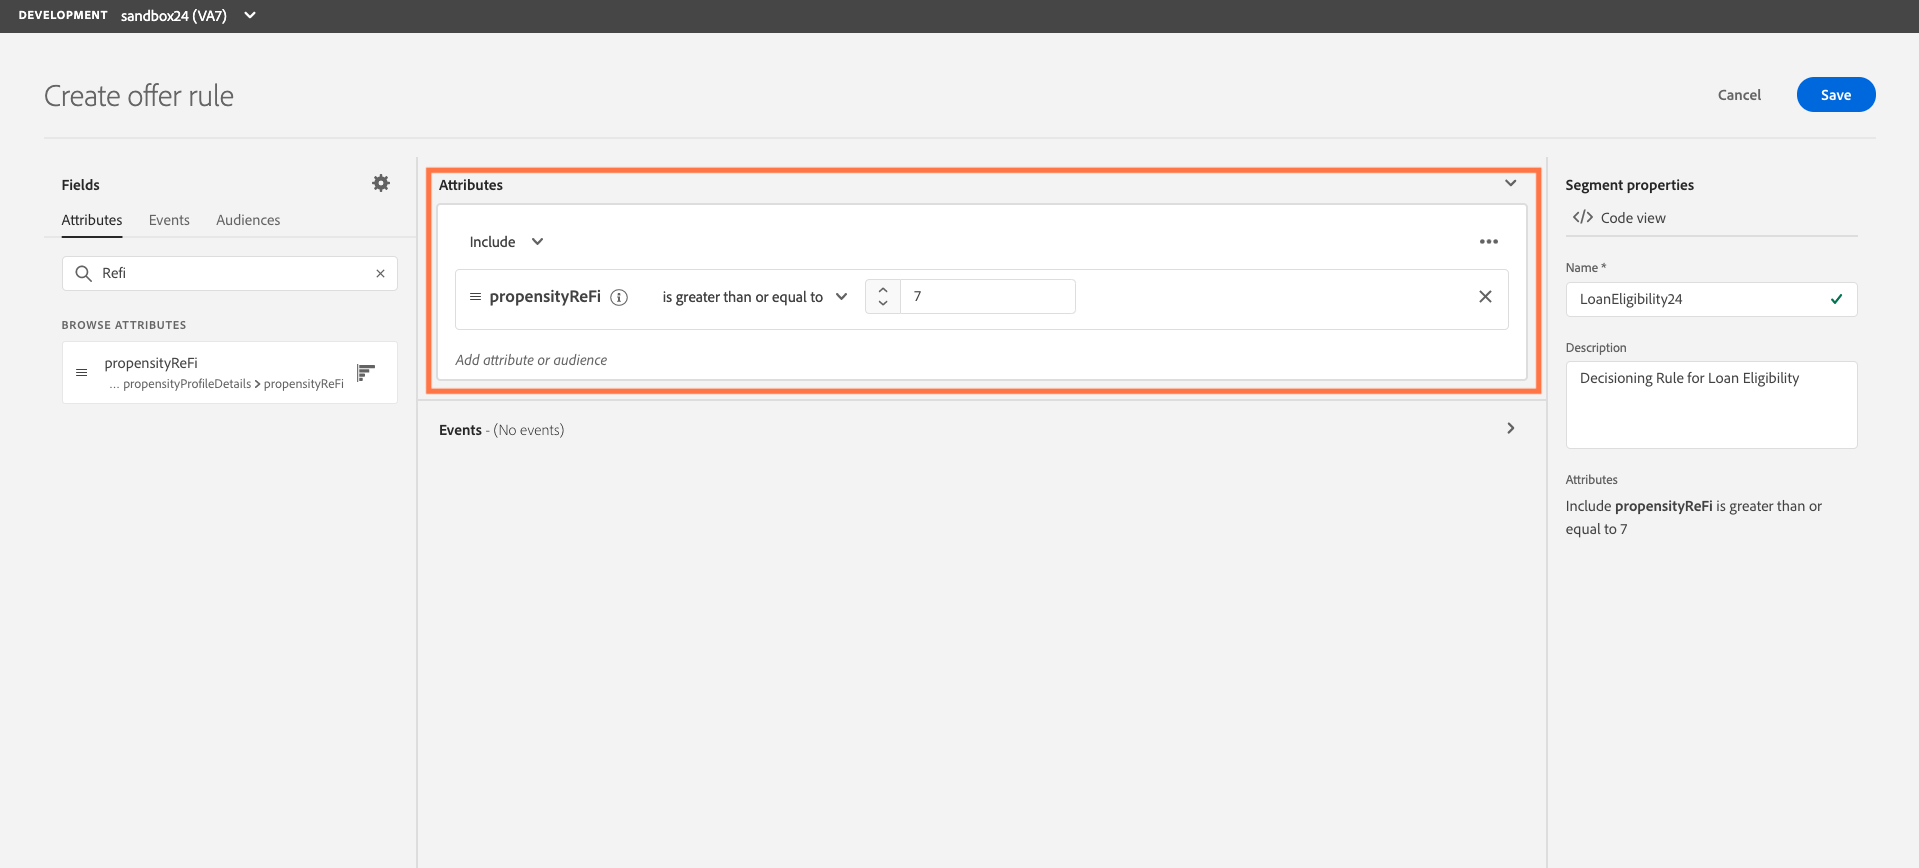 DEVELOPMENT sandbox24 (VA7)
Create offer rule
Cancel
Save
Fields
Attributes Events Audiences
Refi
BROWSE ATTRIBUTES
propensityReFi
... propensityProfileDetails > propensityReFi
Attributes
Include
propensityReFi is greater than or equal to 7
Add attribute or audience
Events - (No events)
Segment properties
</> Code view
Name *
LoanEligibility24
Description
Decisioning Rule for Loan Eligibility
Attributes
Include propensityReFi is greater than or
equal to 7